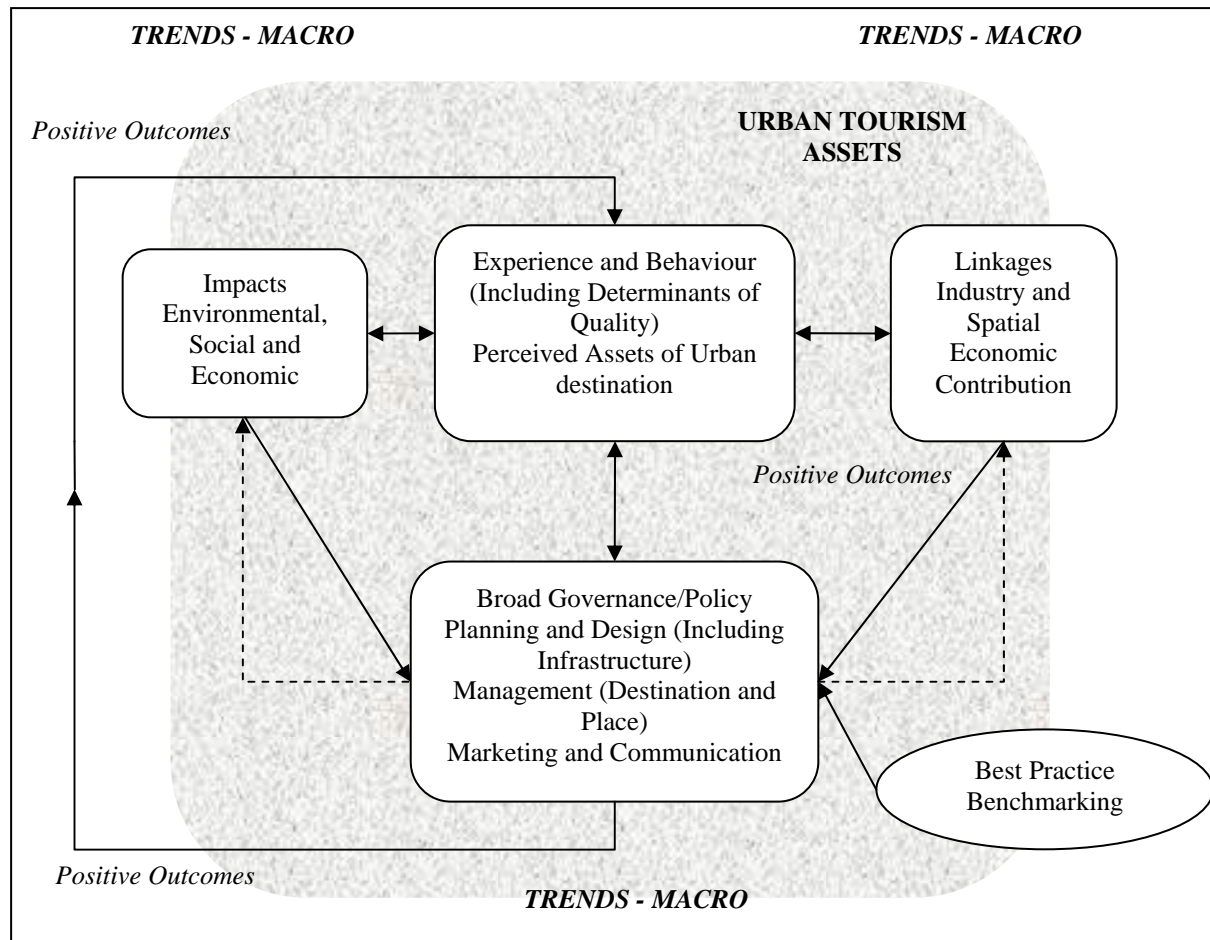 TRENDS - MACRO
TRENDS - MACRO
Positive Outcomes
URBAN TOURISM
ASSETS
Impacts
Environmental,
Social and
Economic
Experience and Behaviour
(Including Determinants of
Quality)
Perceived Assets of Urban
destination
Linkages
Industry and
Spatial
Economic
Contribution
Positive Outcomes
Broad Governance/Policy
Planning and Design (Including
Infrastructure)
Management (Destination and
Place)
Marketing and Communication
Best Practice
Benchmarking
Positive Outcomes
TRENDS - MACRO